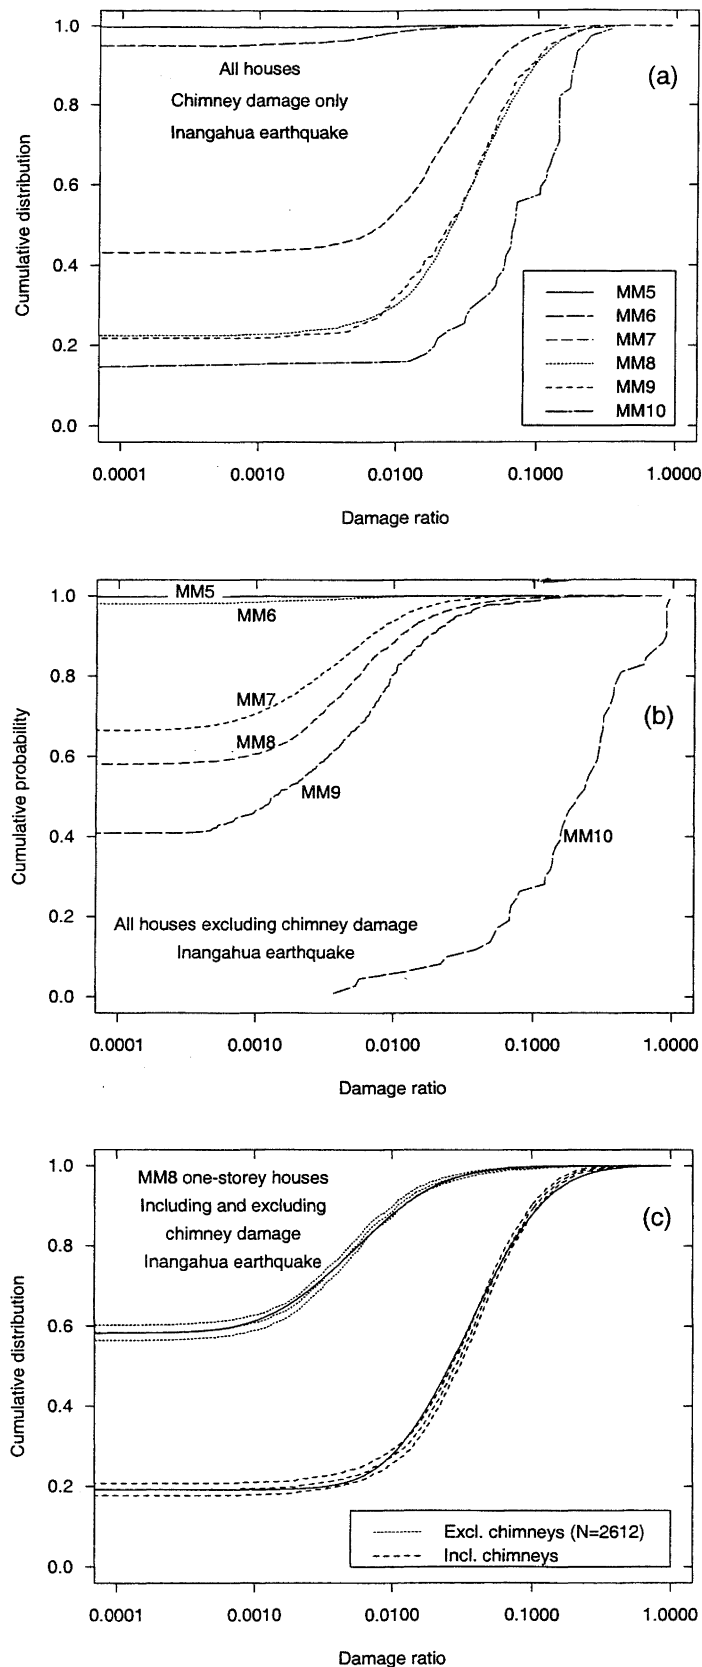 1.0
0.8
0.6
0.4
0.2
0.0
Cumulative distribution
All houses
Chimney damage only
Inangahua earthquake
(a)
MM5
MM6
MM7
MM8
MM9
MM10
0.0001 0.0010 0.0100 0.1000 1.0000
Damage ratio
1.0
0.8
0.6
0.4
0.2
0.0
Cumulative probability
MM5
MM6
MM7
MM8
MM9
MM10
(b)
All houses excluding chimney damage
Inangahua earthquake
0.0001 0.0010 0.0100 0.1000 1.0000
Damage ratio
1.0
0.8
0.6
0.4
0.2
0.0
Cumulative distribution
MM8 one-storey houses
Including and excluding
chimney damage
Inangahua earthquake
(c)
Excl. chimneys (N=2612)
Incl. chimneys
0.0001 0.0010 0.0100 0.1000 1.0000
Damage ratio